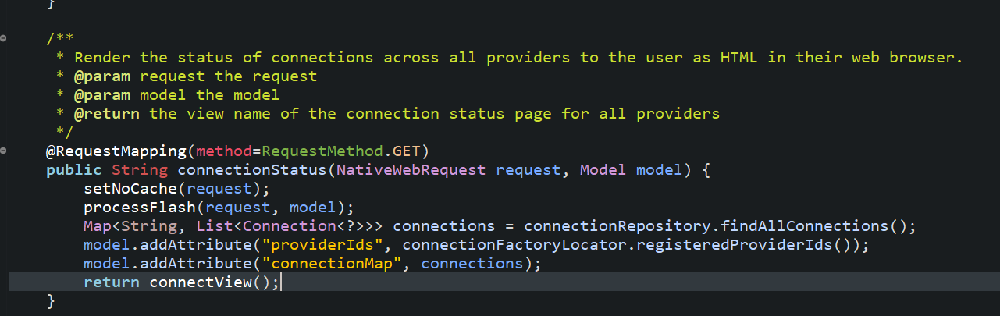 }
/**
* Render the status of connections across all providers to the user as HTML in their web browser.
* @param request the request
* @param model the model
* @return the view name of the connection status page for all providers
*/
@RequestMapping(method=RequestMethod.GET)
public String connectionStatus(NativeWebRequest request, Model model) {
setNoCache(request);
processFlash(request, model);
Map<String, List<Connection<?>>> connections = connectionRepository.findAllConnections();
model.addAttribute("providerIds", connectionFactoryLocator.registeredProviderIds());
model.addAttribute("connectionMap", connections);
return connectView();
}